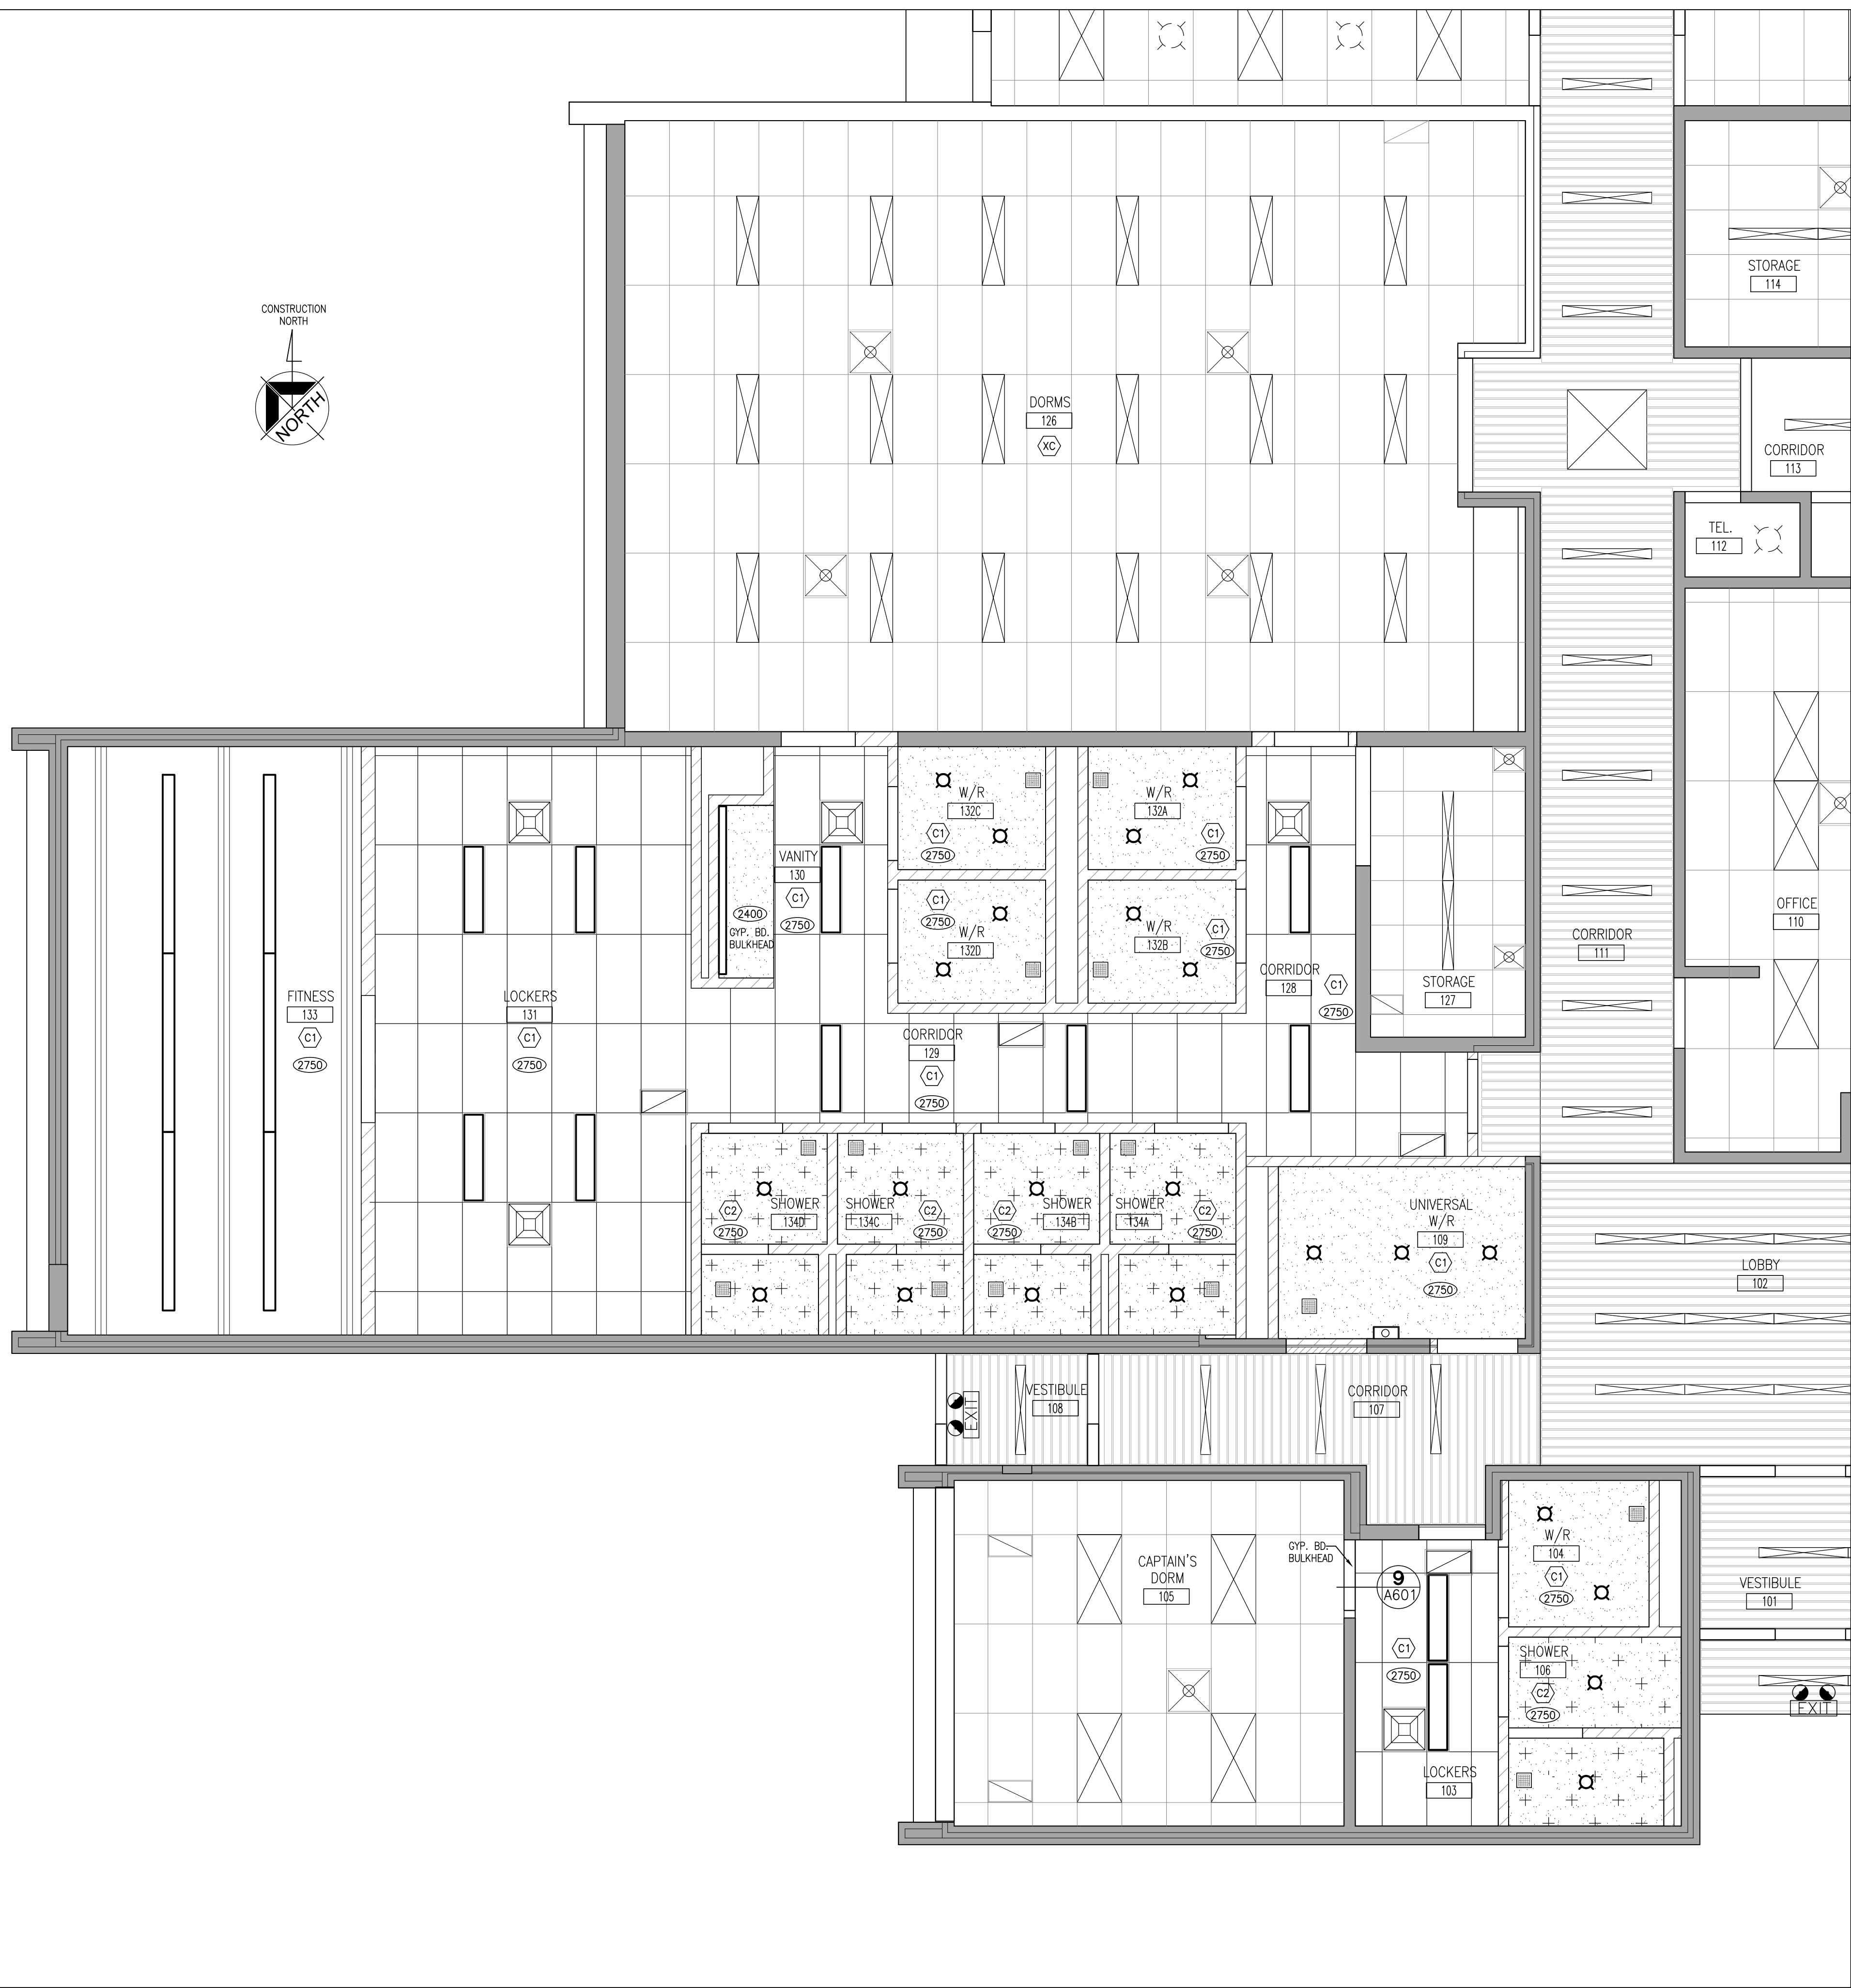 CONSTRUCTION
NORTH
NORTH
DORMS
126
XC
STORAGE
114
CORRIDOR
113
TEL.
112
OFFICE
110
CORRIDOR
111
W/R
132C
C1
2750
W/R
132A
C1
2750
VANITY
130
C1
2750
2400
GYP. BD.
BULKHEAD
C1
2750
W/R
132D
W/R
132B
C1
2750
CORRIDOR
128
C1
2750
STORAGE
127
FITNESS
133
C1
2750
LOCKERS
131
C1
2750
CORRIDOR
129
C1
2750
SHOWER
134D
C2
2750
SHOWER
134C
C2
2750
SHOWER
134B
C2
2750
SHOWER
134A
C2
2750
UNIVERSAL
W/R
109
C1
2750
LOBBY
102
EXIT
VESTIBULE
108
CORRIDOR
107
CAPTAIN'S
DORM
105
GYP. BD.
BULKHEAD
9
A601
C1
2750
LOCKERS
103
W/R
104
C1
2750
SHOWER
106
C2
2750
VESTIBULE
101
EXIT